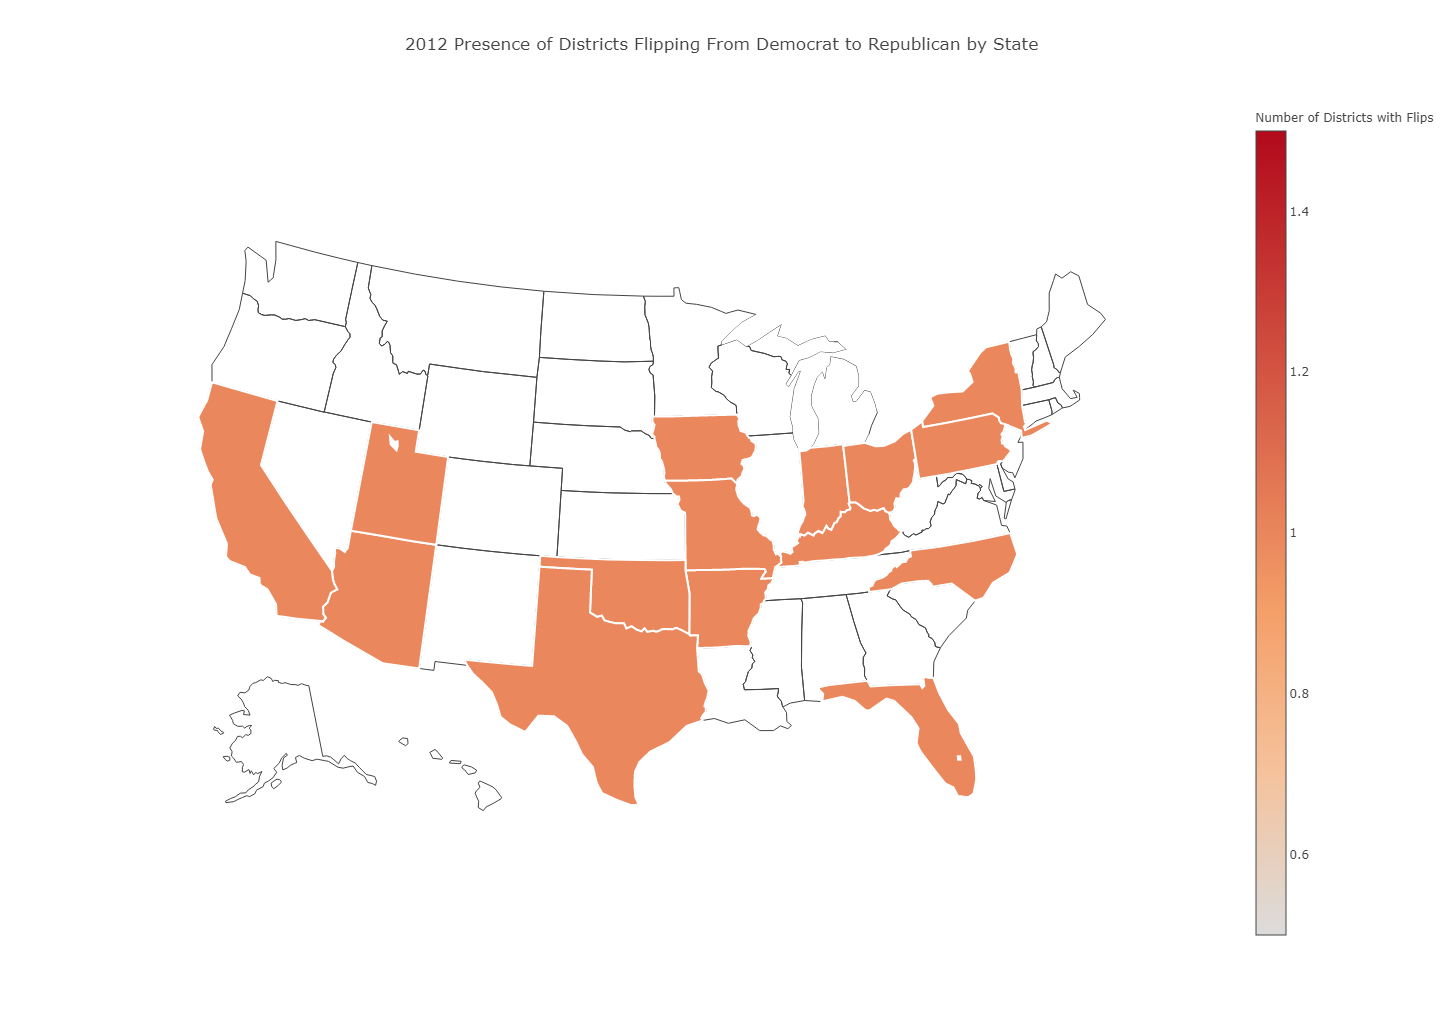 2012 Presence of Districts Flipping From Democrat to Republican by State
Number of Districts with Flips
1.4
1.2
1
0.8
0.6